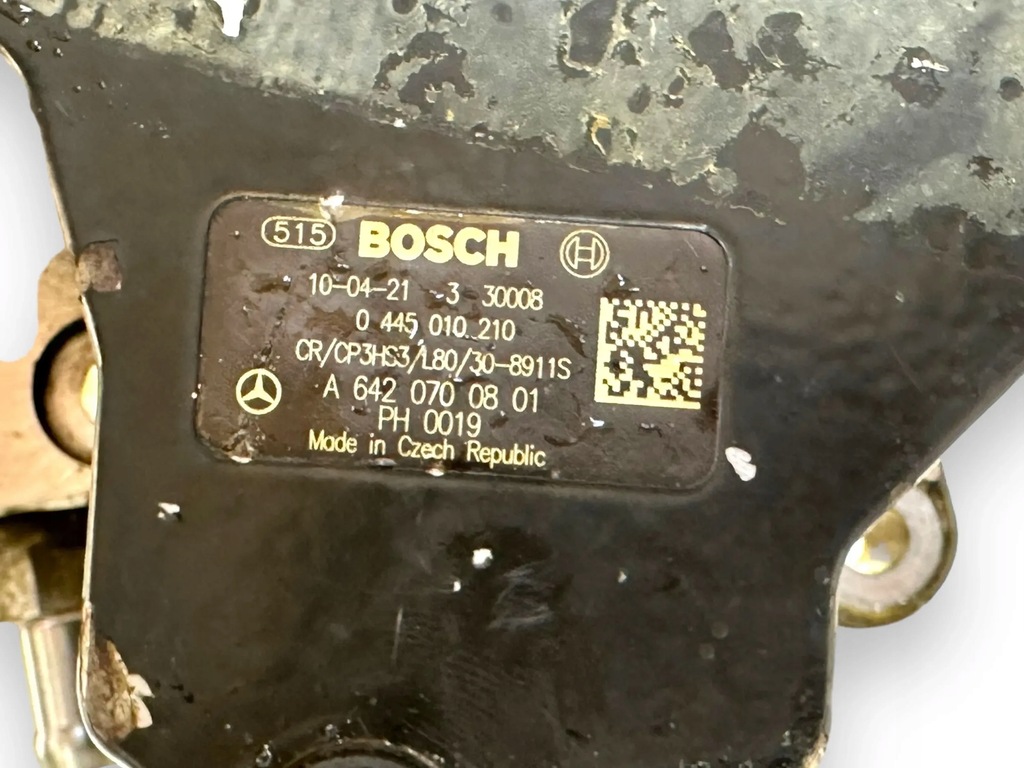 515 BOSCH
10-04-21 3 30008
0 445 010 210
CR/CP3HS3/L80/30-8911S
A 642 070 08 01
PH 0019
Made in Czech Republic